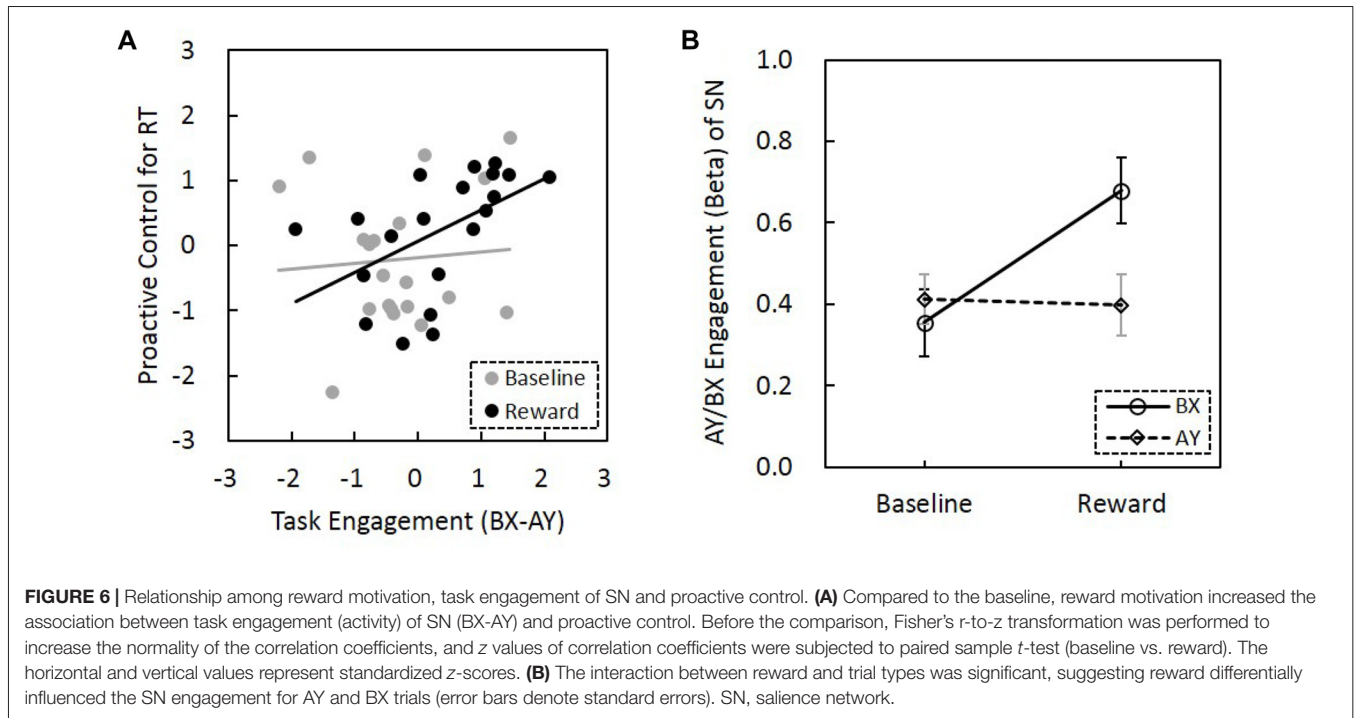 A
3
2
1
0
-1
-2
-3
Proactive Control for RT
-3 -2 -1 0 1 2 3
Task Engagement (BX-AY)
Baseline
Reward
B
1.0
0.8
0.6
0.4
0.2
0.0
AY/BX Engagement (Beta) of SN
Baseline Reward
BX
AY
FIGURE 6 | Relationship among reward motivation, task engagement of SN and proactive control. (A) Compared to the baseline, reward motivation increased the
association between task engagement (activity) of SN (BX-AY) and proactive control. Before the comparison, Fisher's r-to-z transformation was performed to
increase the normality of the correlation coefficients, and z values of correlation coefficients were subjected to paired sample t-test (baseline vs. reward). The
horizontal and vertical values represent standardized z-scores. (B) The interaction between reward and trial types was significant, suggesting reward differentially
influenced the SN engagement for AY and BX trials (error bars denote standard errors). SN, salience network.